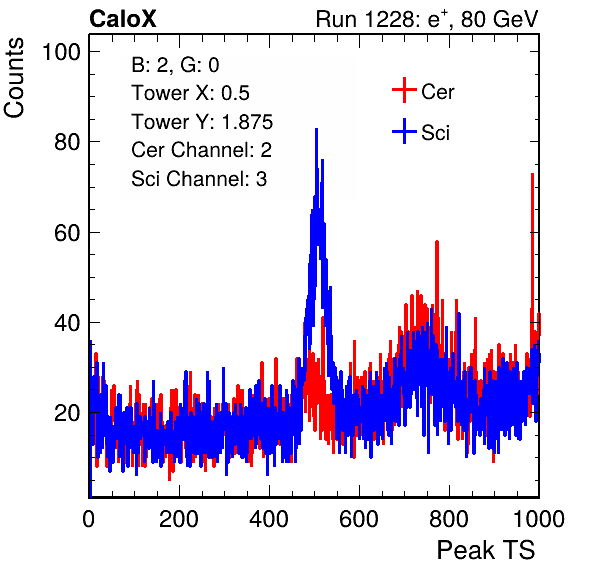 CaloX
Run 1228: e+, 80 GeV
Counts
B: 2, G: 0
Tower X: 0.5
Tower Y: 1.875
Cer Channel: 2
Sci Channel: 3
Cer
Sci
100
80
60
40
20
0
200
400
600
800
1000
Peak TS